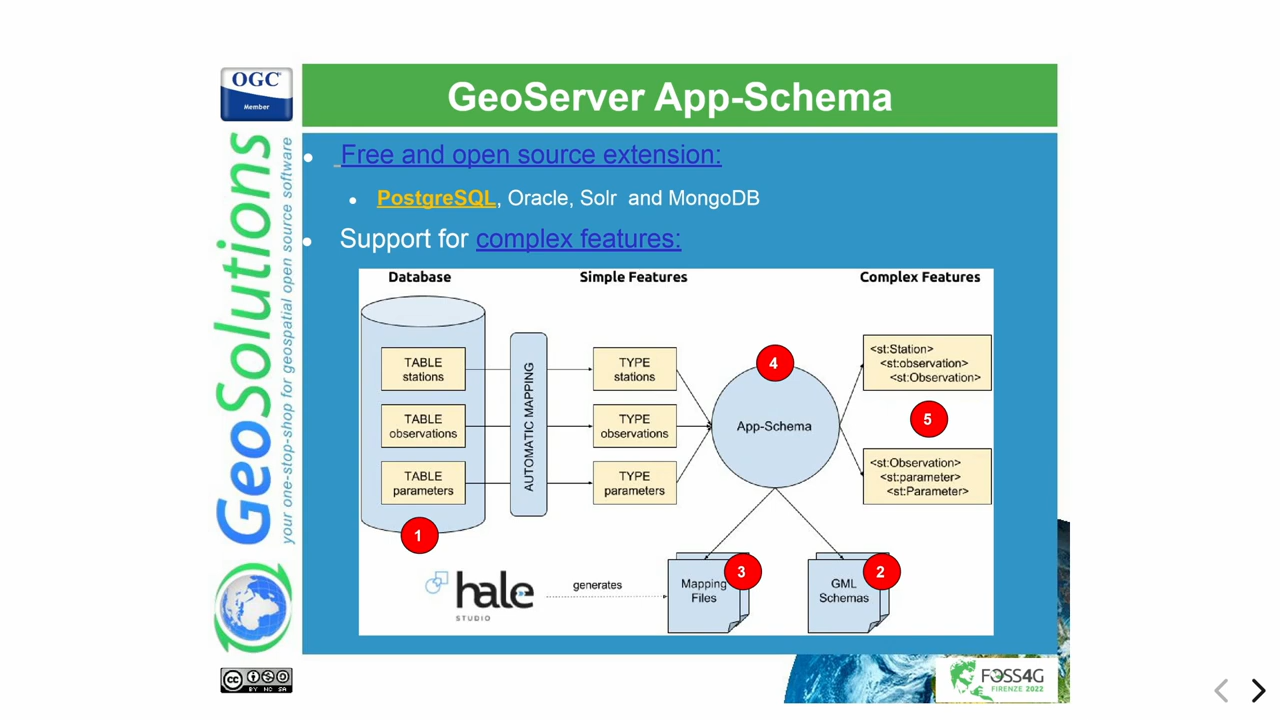 OGC®
Member
GeoSolutions
your one-stop-shop for geospatial open source software
GeoServer App-Schema
Free and open source extension:
PostgreSQL, Oracle, Solr and MongoDB
Support for complex features:
Database
Simple Features
Complex Features
TABLE
stations
TABLE
observations
TABLE
parameters
1
AUTOMATIC MAPPING
TYPE
stations
TYPE
observations
TYPE
parameters
4
App-Schema
<st:Station>
<st:observation>
<st:Observation>
5
<st:Observation>
<st:parameter>
<st:Parameter>
hale
STUDIO
generates
Mapping
Files
3
GML
Schemas
2
cc
BY NC SA
FOSS4G
FIRENZE 2022